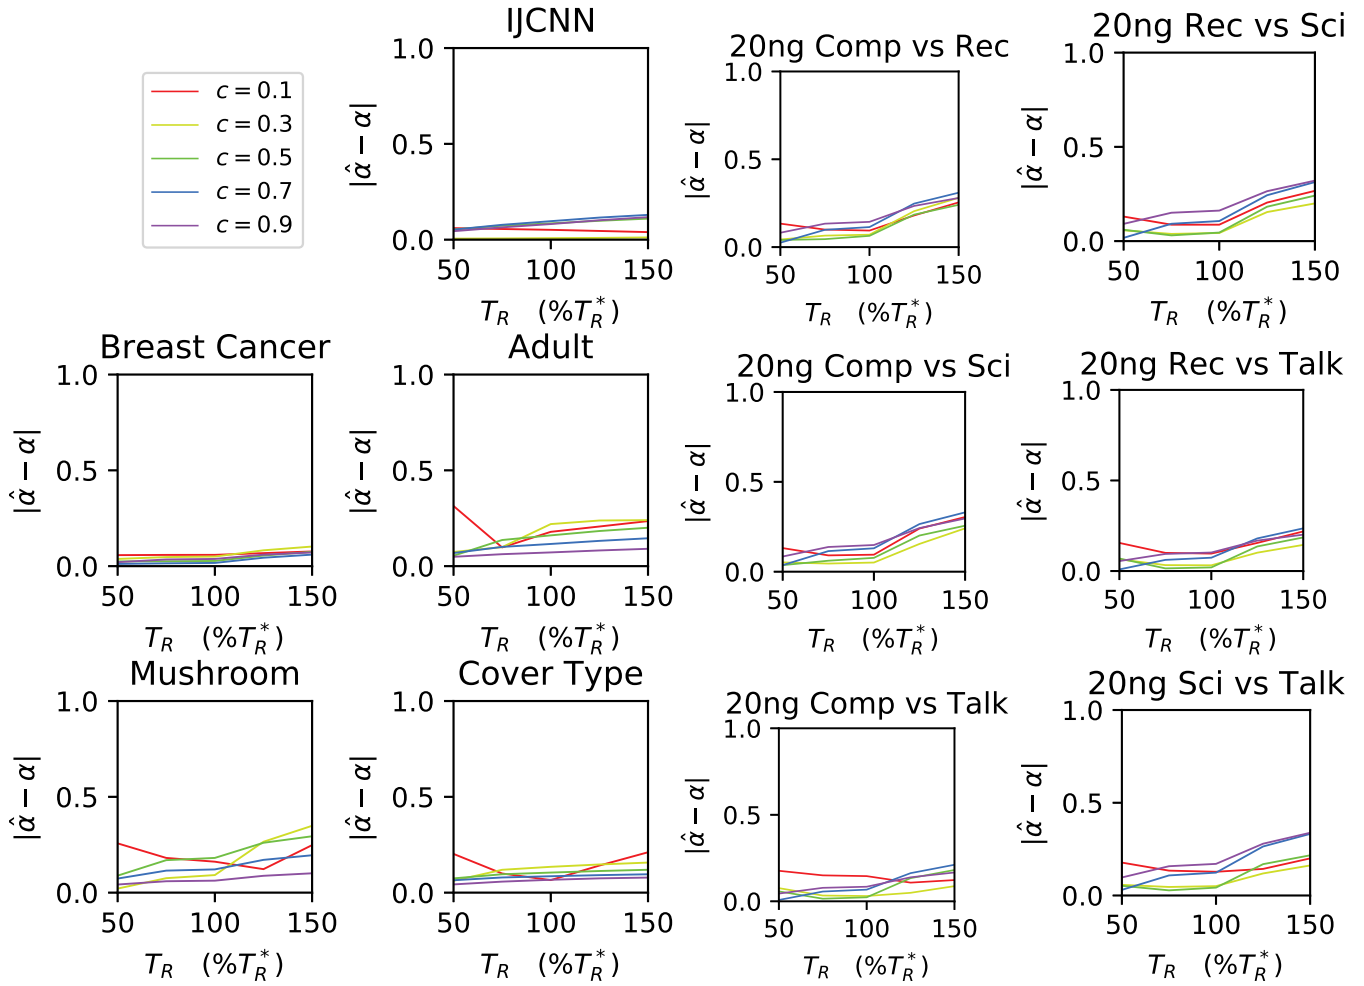 c = 0.1
c = 0.3
c = 0.5
c = 0.7
c = 0.9
IJCNN
1.0
0.5
0.0
|α̂ − α|
50 100 150
T_R (%T_R^*)
20ng Comp vs Rec
1.0
0.5
0.0
|α̂ − α|
50 100 150
T_R (%T_R^*)
20ng Rec vs Sci
1.0
0.5
0.0
|α̂ − α|
50 100 150
T_R (%T_R^*)
Breast Cancer
1.0
0.5
0.0
|α̂ − α|
50 100 150
T_R (%T_R^*)
Adult
1.0
0.5
0.0
|α̂ − α|
50 100 150
T_R (%T_R^*)
20ng Comp vs Sci
1.0
0.5
0.0
|α̂ − α|
50 100 150
T_R (%T_R^*)
20ng Rec vs Talk
1.0
0.5
0.0
|α̂ − α|
50 100 150
T_R (%T_R^*)
Mushroom
1.0
0.5
0.0
|α̂ − α|
50 100 150
T_R (%T_R^*)
Cover Type
1.0
0.5
0.0
|α̂ − α|
50 100 150
T_R (%T_R^*)
20ng Comp vs Talk
1.0
0.5
0.0
|α̂ − α|
50 100 150
T_R (%T_R^*)
20ng Sci vs Talk
1.0
0.5
0.0
|α̂ − α|
50 100 150
T_R (%T_R^*)